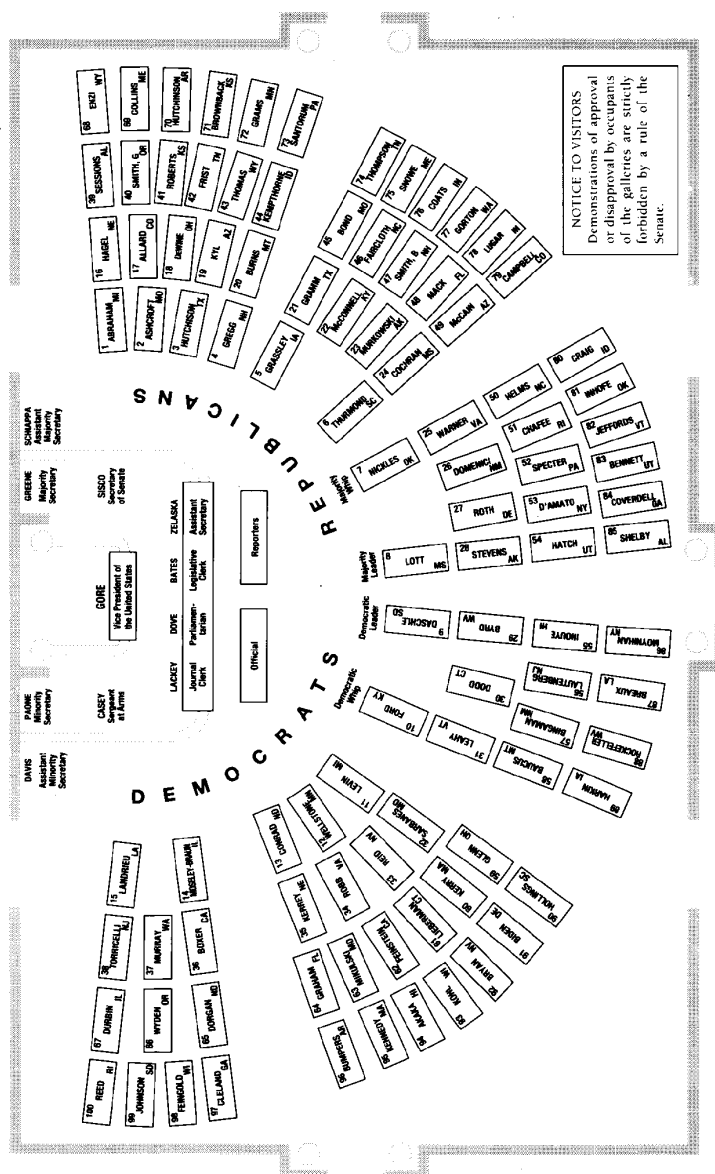 NOTICE TO VISITORS
Demonstrations of approval
or disapproval by occupants
of the galleries are strictly
forbidden by a rule of the
Senate.
SCHIAPPA
Assistant
Majority
Secretary
GREENE
Majority
Secretary
SISCO
Secretary
of Senate
GORE
Vice President of
the United States
PAONE
Minority
Secretary
CASEY
Sergeant
at Arms
DAVIS
Assistant
Minority
Secretary
LACKEY
Journal
Clerk
DOVE
Parliamen-
tarian
BATES
Legislative
Clerk
ZELASKA
Assistant
Secretary
Official
Reporters
REPUBLICANS
DEMOCRATS
Majority
Whip
Majority
Leader
Democratic
Leader
Democratic
Whip
1 ABRAHAM MI
2 ASHCROFT MO
3 HUTCHISON TX
4 GREGG NH
5 GRASSLEY IA
6 THURMOND SC
7 NICKLES OK
8 LOTT MS
9 DASCHLE SD
10 FORD KY
11 LEVIN MI
12 WELLSTONE MN
13 CONRAD ND
14 MOSELEY-BRAUN IL
15 LANDRIEU LA
16 HAGEL NE
17 ALLARD CO
18 DeWINE OH
19 KYL AZ
20 BURNS MT
21 GRAMM TX
22 McCONNELL KY
23 MURKOWSKI AK
24 COCHRAN MS
25 WARNER VA
26 DOMENICI NM
27 ROTH DE
28 STEVENS AK
29 BYRD WV
30 DODD CT
31 LEAHY VT
32 SARBANES MD
33 REID NV
34 ROBB VA
35 KERREY NE
36 BOXER CA
37 MURRAY WA
38 TORRICELLI NJ
39 SESSIONS AL
40 SMITH, G OR
41 ROBERTS KS
42 FRIST TN
43 THOMAS WY
44 KEMPTHORNE ID
45 BOND MO
46 FAIRCLOTH NC
47 SMITH, B NH
48 MACK FL
49 McCAIN AZ
50 HELMS NC
51 CHAFEE RI
52 SPECTER PA
53 D'AMATO NY
54 HATCH UT
55 INOUYE HI
56 LAUTENBERG NJ
57 BINGAMAN NM
58 BAUCUS MT
59 GLENN OH
60 KERRY MA
61 LIEBERMAN CT
62 FEINSTEIN CA
63 MIKULSKI MD
64 GRAHAM FL
65 DORGAN ND
66 WYDEN OR
67 DURBIN IL
68 ENZI WY
69 COLLINS ME
70 HUTCHINSON AR
71 BROWNBACK KS
72 GRAMS MN
73 SANTORUM PA
74 THOMPSON TN
75 SNOWE ME
76 COATS IN
77 GORTON WA
78 LUGAR IN
79 CAMPBELL CO
80 CRAIG ID
81 INHOFE OK
82 JEFFORDS VT
83 BENNETT UT
84 COVERDELL GA
85 SHELBY AL
86 MOYNIHAN NY
87 BREAUX LA
88 ROCKEFELLER WV
89 HARKIN IA
90 HOLLINGS SC
91 BIDEN DE
92 BRYAN NV
93 KOHL WI
94 AKAKA HI
95 KENNEDY MA
96 BUMPERS AR
97 CLELAND GA
98 FEINGOLD WI
99 JOHNSON SD
100 REED RI